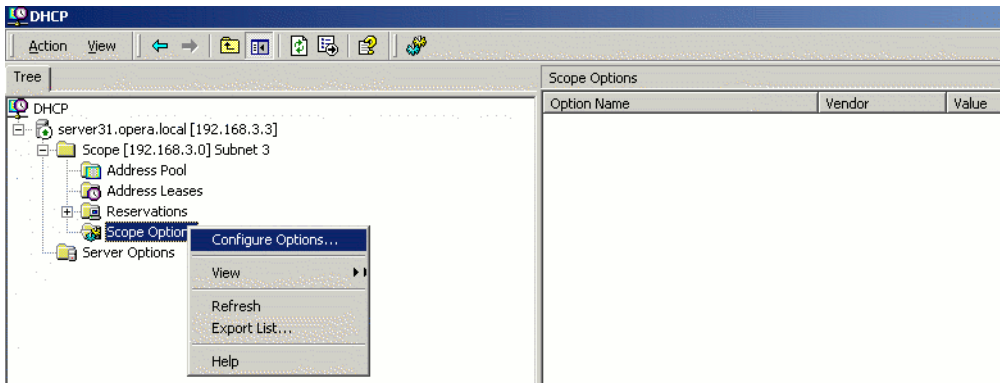 DHCP
Action View
Tree
Scope Options
DHCP
Option Name Vendor Value
server31.opera.local [192.168.3.3]
Scope [192.168.3.0] Subnet 3
Address Pool
Address Leases
Reservations
Scope Option
Server Options
Configure Options...
View
Refresh
Export List...
Help